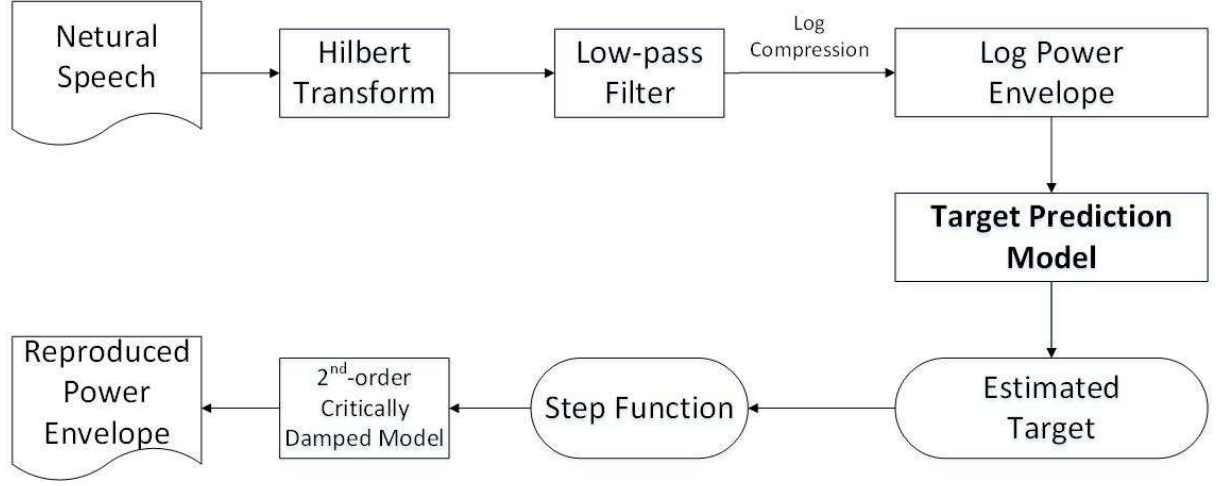 Netural
Speech
Hilbert
Transform
Low-pass
Filter
Log
Compression
Log Power
Envelope
Target Prediction
Model
Estimated
Target
Step Function
2nd-order
Critically
Damped Model
Reproduced
Power
Envelope